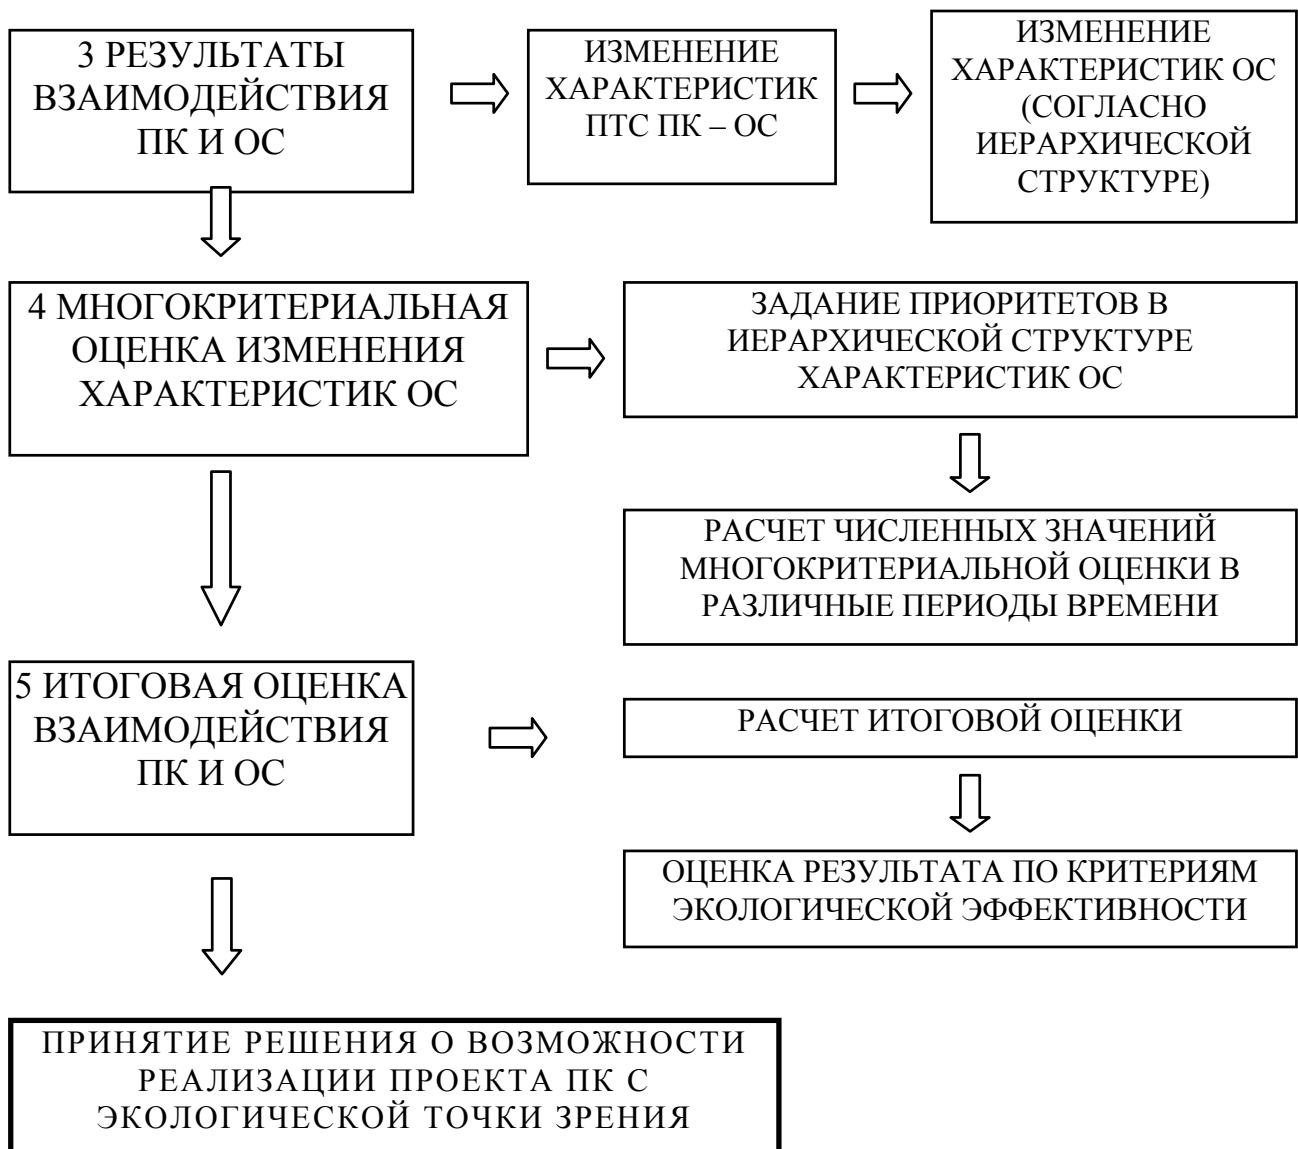 3 РЕЗУЛЬТАТЫ
ВЗАИМОДЕЙСТВИЯ
ПК И ОС
ИЗМЕНЕНИЕ
ХАРАКТЕРИСТИК
ПТС ПК – ОС
ИЗМЕНЕНИЕ
ХАРАКТЕРИСТИК ОС
(СОГЛАСНО
ИЕРАРХИЧЕСКОЙ
СТРУКТУРЕ)
4 МНОГОКРИТЕРИАЛЬНАЯ
ОЦЕНКА ИЗМЕНЕНИЯ
ХАРАКТЕРИСТИК ОС
ЗАДАНИЕ ПРИОРИТЕТОВ В
ИЕРАРХИЧЕСКОЙ СТРУКТУРЕ
ХАРАКТЕРИСТИК ОС
РАСЧЕТ ЧИСЛЕННЫХ ЗНАЧЕНИЙ
МНОГОКРИТЕРИАЛЬНОЙ ОЦЕНКИ В
РАЗЛИЧНЫЕ ПЕРИОДЫ ВРЕМЕНИ
5 ИТОГОВАЯ ОЦЕНКА
ВЗАИМОДЕЙСТВИЯ
ПК И ОС
РАСЧЕТ ИТОГОВОЙ ОЦЕНКИ
ОЦЕНКА РЕЗУЛЬТАТА ПО КРИТЕРИЯМ
ЭКОЛОГИЧЕСКОЙ ЭФФЕКТИВНОСТИ
ПРИНЯТИЕ РЕШЕНИЯ О ВОЗМОЖНОСТИ
РЕАЛИЗАЦИИ ПРОЕКТА ПК С
ЭКОЛОГИЧЕСКОЙ ТОЧКИ ЗРЕНИЯ